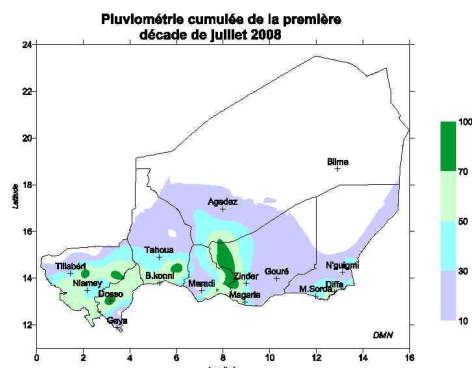 Pluviométrie cumulée de la première
décade de juillet 2008
24
22
20
18
16
14
12
Latitude
Bilma
Agadez
Tahoua
Tillabéri
N'guigmi
B.konni
Zinder
Gouré
Niamey
Maradi
Diffa
M.Soroa
Dosso
Magaria
Gaya
DMN
0 2 4 6 8 10 12 14 16
100
70
50
30
10